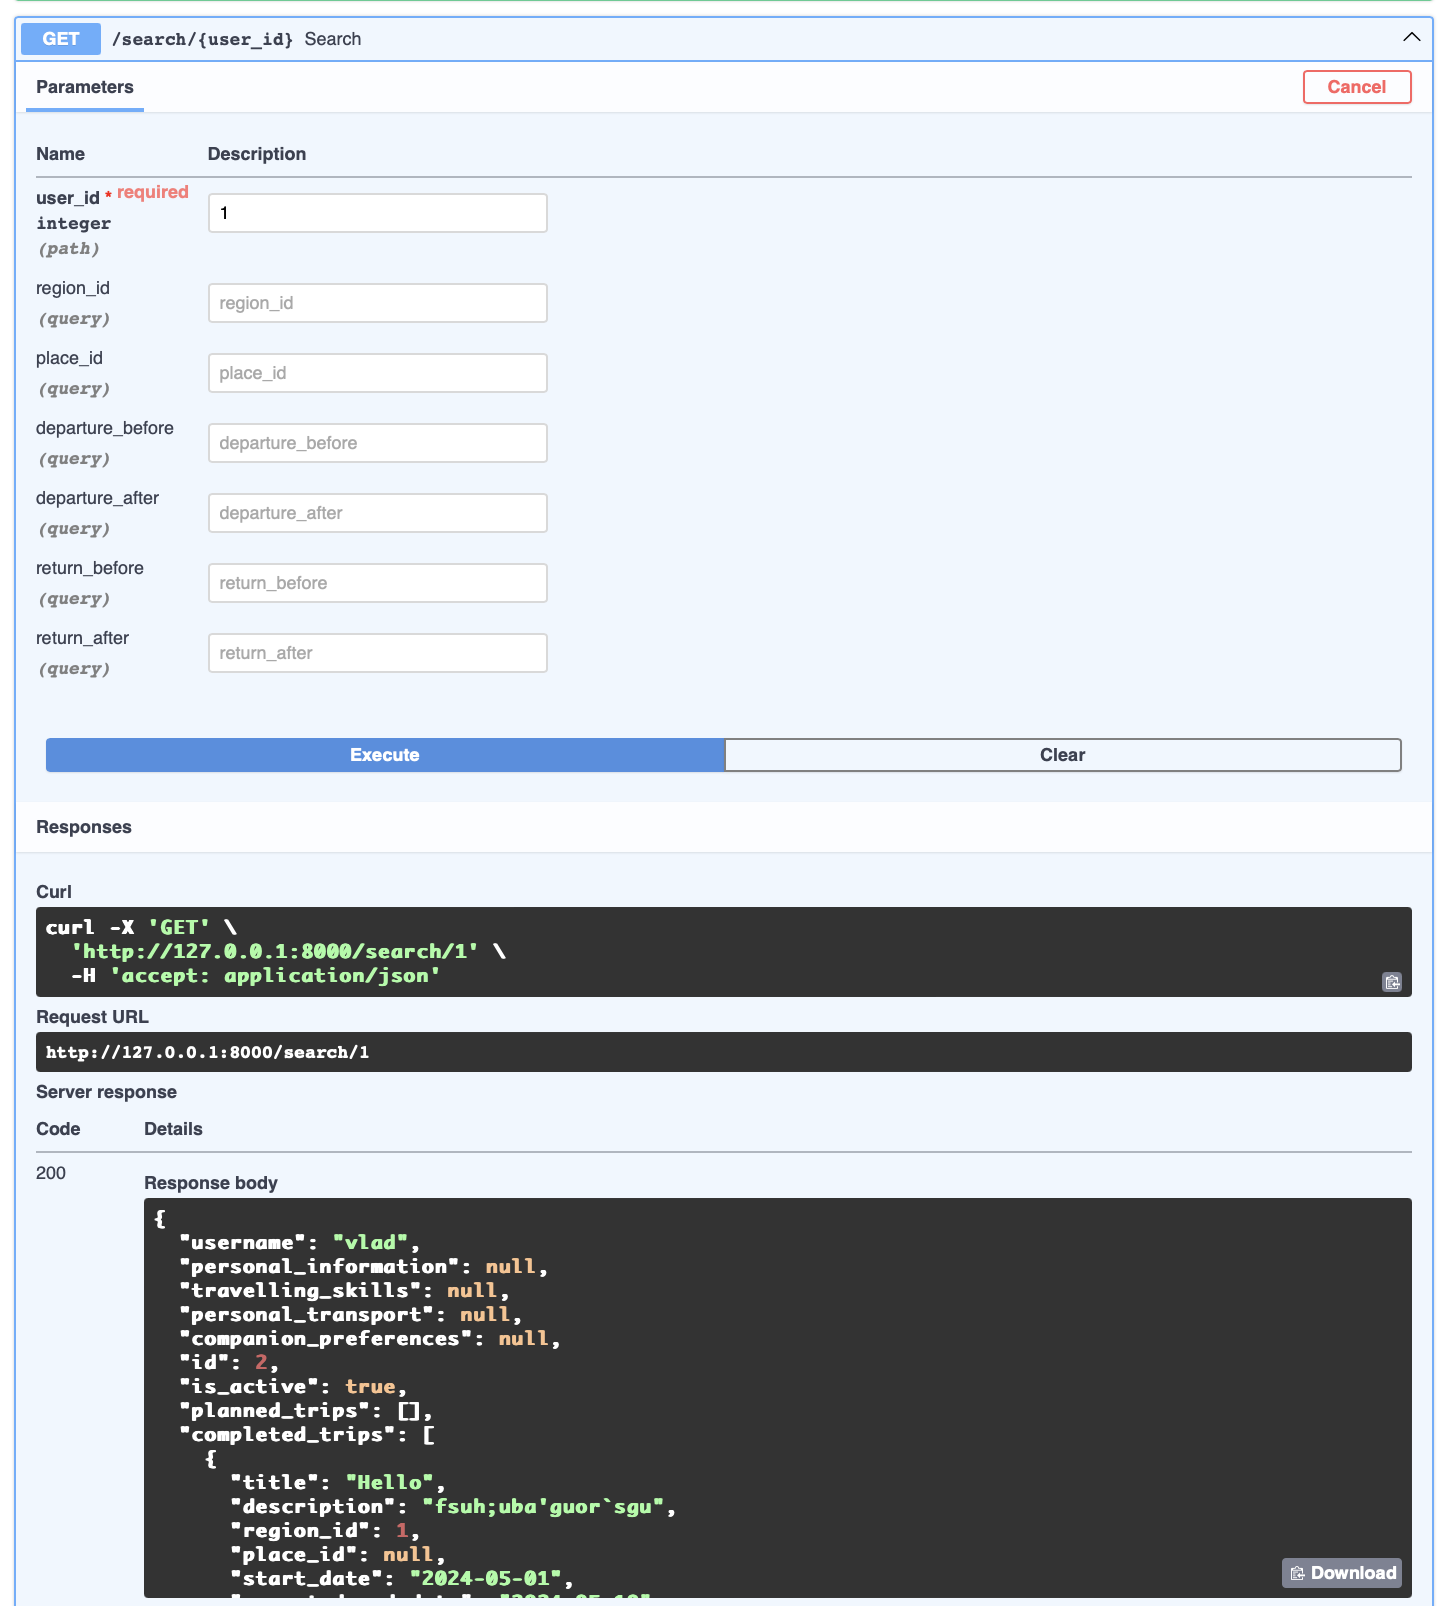 GET /search/{user_id} Search
Parameters
Cancel
Name Description
user_id * required
integer
(path)
1
region_id
(query)
region_id
place_id
(query)
place_id
departure_before
(query)
departure_before
departure_after
(query)
departure_after
return_before
(query)
return_before
return_after
(query)
return_after
Execute Clear
Responses
Curl
curl -X 'GET' \
'http://127.0.0.1:8000/search/1' \
-H 'accept: application/json'
Request URL
http://127.0.0.1:8000/search/1
Server response
Code Details
200
Response body
{
"username": "vlad",
"personal_information": null,
"travelling_skills": null,
"personal_transport": null,
"companion_preferences": null,
"id": 2,
"is_active": true,
"planned_trips": [],
"completed_trips": [
{
"title": "Hello",
"description": "fsuh;uba'guor`sgu",
"region_id": 1,
"place_id": null,
"start_date": "2024-05-01",
Download